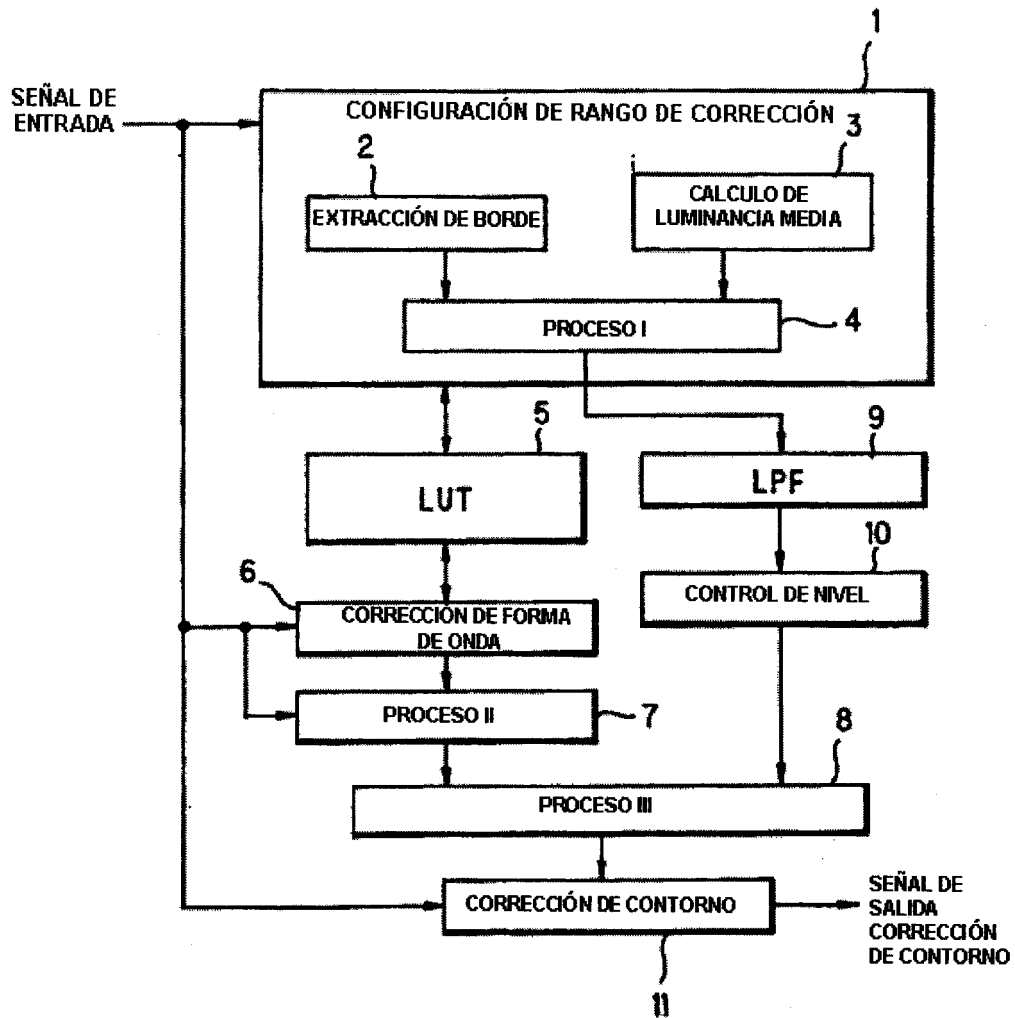 1
SEÑAL DE
ENTRADA
CONFIGURACIÓN DE RANGO DE CORRECCIÓN
2
3
EXTRACCIÓN DE BORDE
CALCULO DE
LUMINANCIA MEDIA
PROCESO I
4
5
9
LUT
LPF
10
6
CORRECCIÓN DE FORMA
DE ONDA
CONTROL DE NIVEL
PROCESO II
7
8
PROCESO III
CORRECCIÓN DE CONTORNO
SEÑAL DE
SALIDA
CORRECCIÓN
DE CONTORNO
11